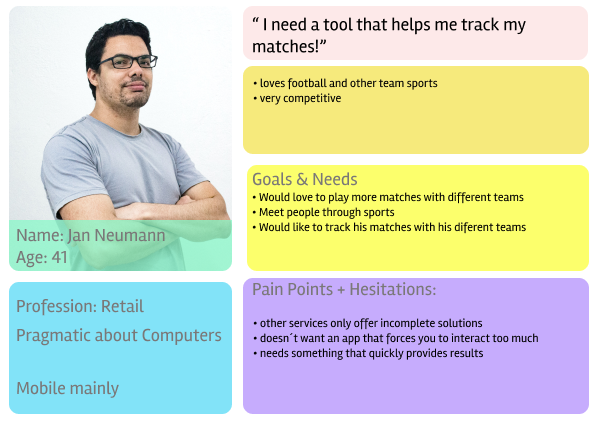 “ I need a tool that helps me track my
matches!”
• loves football and other team sports
• very competitive
Goals & Needs
• Would love to play more matches with different teams
• Meet people through sports
• Would like to track his matches with his diferent teams
Name: Jan Neumann
Age: 41
Pain Points + Hesitations:
• other services only offer incomplete solutions
• doesn´t want an app that forces you to interact too much
• needs something that quickly provides results
Profession: Retail
Pragmatic about Computers
Mobile mainly